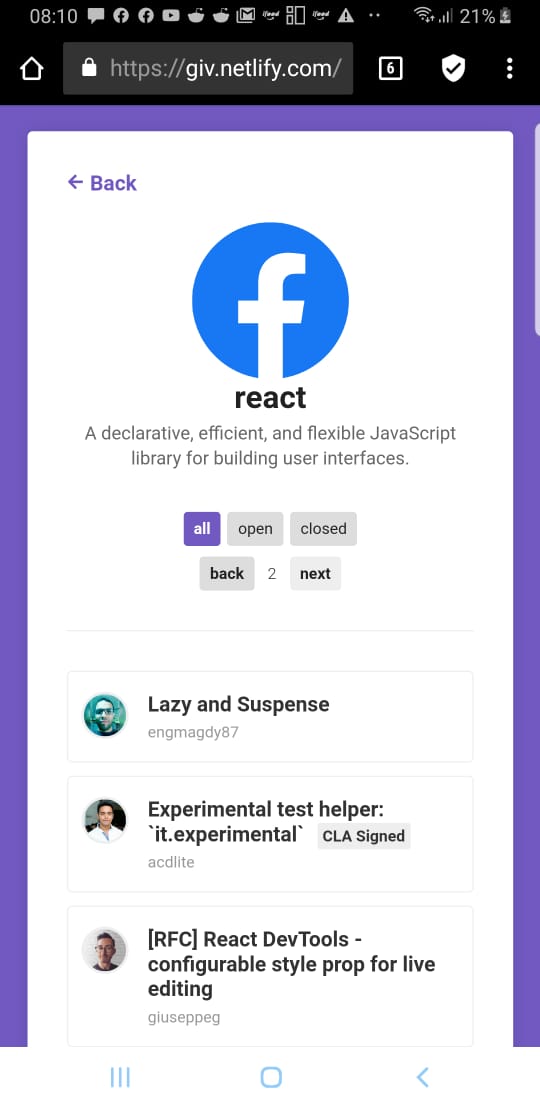 08:10
21%
https://giv.netlify.com/
6
← Back
react
A declarative, efficient, and flexible JavaScript
library for building user interfaces.
all open closed
back 2 next
Lazy and Suspense
engmagdy87
Experimental test helper:
`it.experimental` CLA Signed
acdlite
[RFC] React DevTools -
configurable style prop for live
editing
giuseppeg